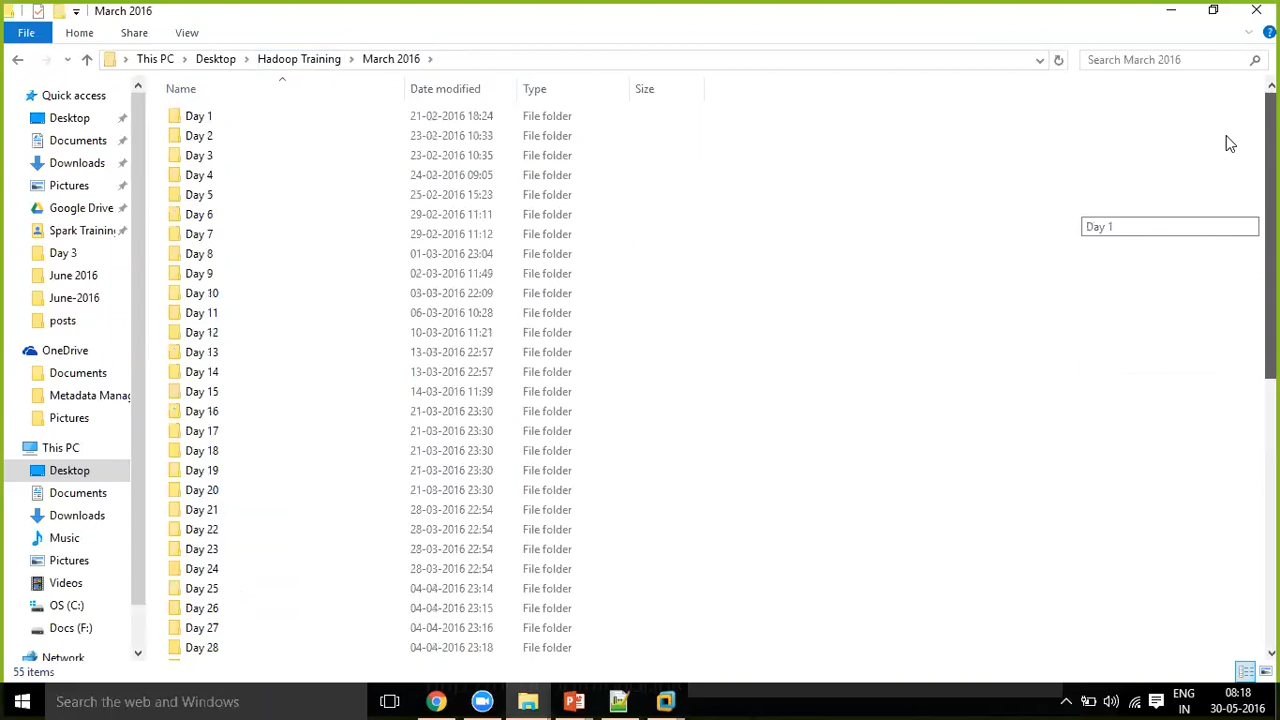 March 2016
File Home Share View
This PC Desktop Hadoop Training March 2016
Search March 2016
Name Date modified Type Size
Quick access
Desktop
Documents
Downloads
Pictures
Google Drive
Spark Training
Day 3
June 2016
June-2016
posts
OneDrive
Documents
Metadata Manag
Pictures
This PC
Desktop
Documents
Downloads
Music
Pictures
Videos
OS (C:)
Docs (F:)
Network
Day 1 21-02-2016 18:24 File folder
Day 2 23-02-2016 10:33 File folder
Day 3 23-02-2016 10:35 File folder
Day 4 24-02-2016 09:05 File folder
Day 5 25-02-2016 15:23 File folder
Day 6 29-02-2016 11:11 File folder
Day 7 29-02-2016 11:12 File folder
Day 8 01-03-2016 23:04 File folder
Day 9 02-03-2016 11:49 File folder
Day 10 03-03-2016 22:09 File folder
Day 11 06-03-2016 10:28 File folder
Day 12 10-03-2016 11:21 File folder
Day 13 13-03-2016 22:57 File folder
Day 14 13-03-2016 22:57 File folder
Day 15 14-03-2016 11:39 File folder
Day 16 21-03-2016 23:30 File folder
Day 17 21-03-2016 23:30 File folder
Day 18 21-03-2016 23:30 File folder
Day 19 21-03-2016 23:30 File folder
Day 20 21-03-2016 23:30 File folder
Day 21 28-03-2016 22:54 File folder
Day 22 28-03-2016 22:54 File folder
Day 23 28-03-2016 22:54 File folder
Day 24 28-03-2016 22:54 File folder
Day 25 04-04-2016 23:14 File folder
Day 26 04-04-2016 23:15 File folder
Day 27 04-04-2016 23:16 File folder
Day 28 04-04-2016 23:18 File folder
Day 1
55 items
Search the web and Windows
ENG
IN
08:18
30-05-2016